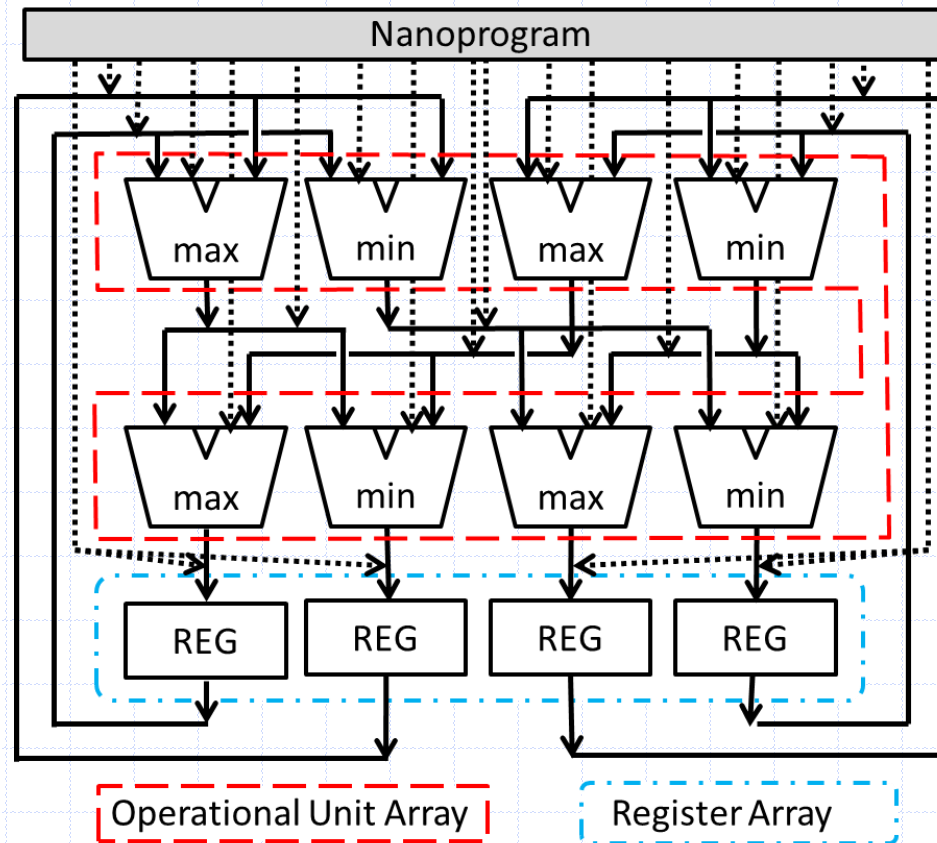 Nanoprogram
max min max min
max min max min
REG REG REG REG
Operational Unit Array Register Array